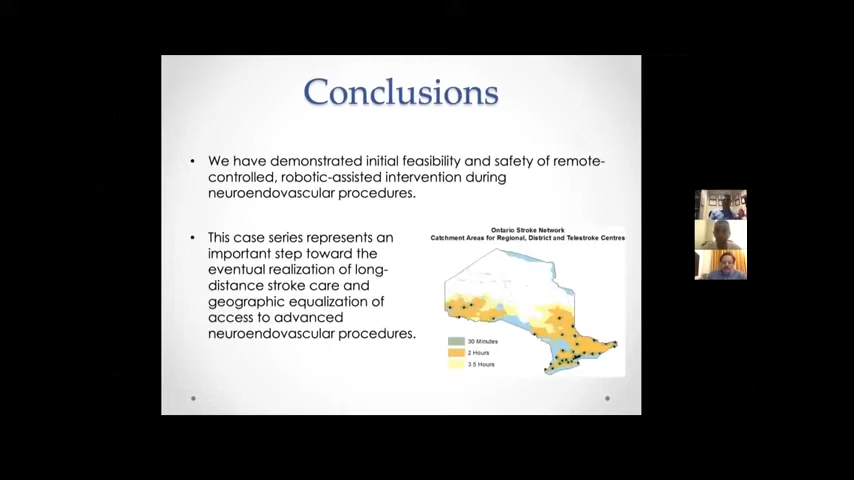 Conclusions
• We have demonstrated initial feasibility and safety of remote-
controlled, robotic-assisted intervention during
neuroendovascular procedures.
• This case series represents an
important step toward the
eventual realization of long-
distance stroke care and
geographic equalization of
access to advanced
neuroendovascular procedures.
Ontario Stroke Network
Catchment Areas for Regional, District and Telestroke Centres
30 Minutes
2 Hours
3.5 Hours